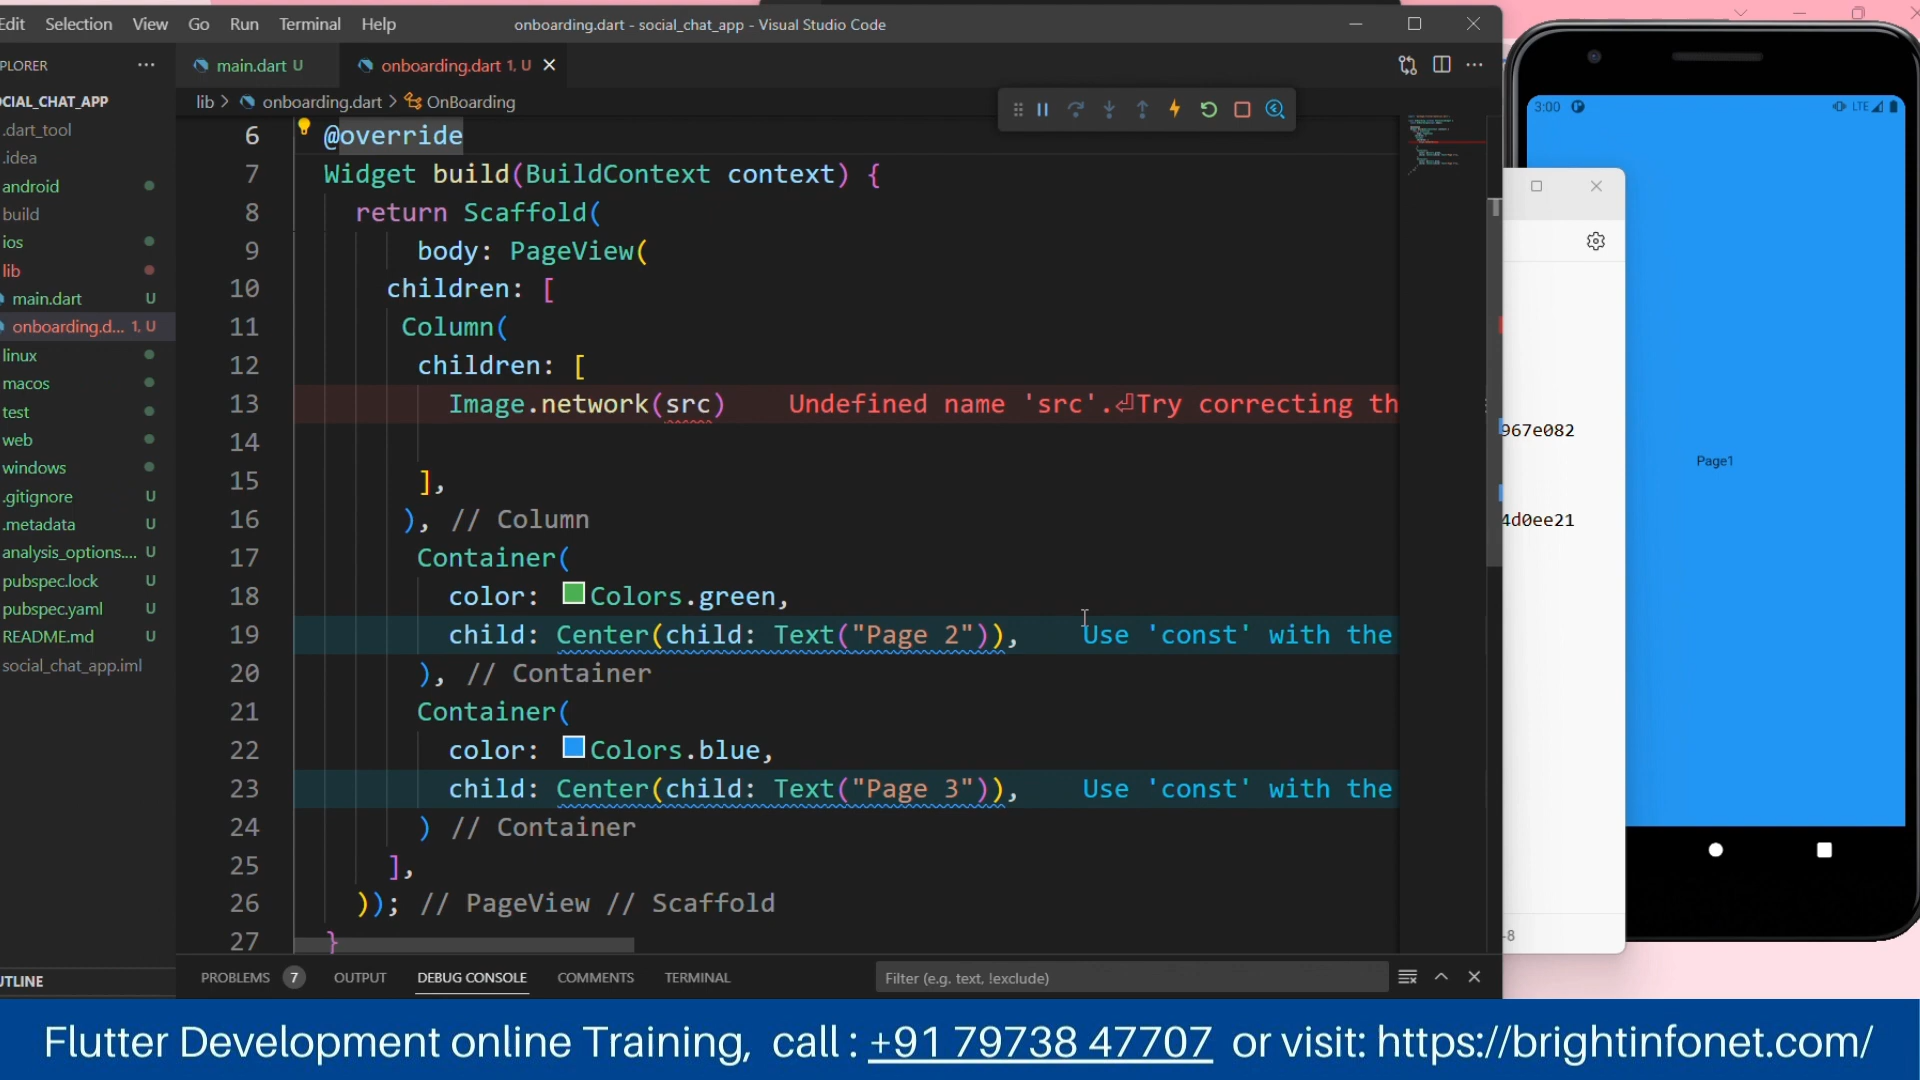 Edit Selection View Go Run Terminal Help
onboarding.dart - social_chat_app - Visual Studio Code
PLORER
main.dart U
onboarding.dart 1, U
CIAL_CHAT_APP
lib > onboarding.dart > OnBoarding
.dart_tool
.idea
android
build
ios
lib
main.dart U
onboarding.d... 1, U
linux
macos
test
web
windows
.gitignore U
.metadata U
analysis_options.... U
pubspec.lock U
pubspec.yaml U
README.md U
social_chat_app.iml
UTLINE
6 @override
7 Widget build(BuildContext context) {
8 return Scaffold(
9 body: PageView(
10 children: [
11 Column(
12 children: [
13 Image.network(src) Undefined name 'src'.⏎Try correcting th
14
15 ],
16 ), // Column
17 Container(
18 color: Colors.green,
19 child: Center(child: Text("Page 2")), Use 'const' with the
20 ), // Container
21 Container(
22 color: Colors.blue,
23 child: Center(child: Text("Page 3")), Use 'const' with the
24 ) // Container
25 ],
26 )); // PageView // Scaffold
27 }
PROBLEMS 7 OUTPUT DEBUG CONSOLE COMMENTS TERMINAL
Filter (e.g. text, !exclude)
967e082
4d0ee21
-8
3:00
LTE
Page1
Flutter Development online Training, call : +91 79738 47707 or visit: https://brightinfonet.com/